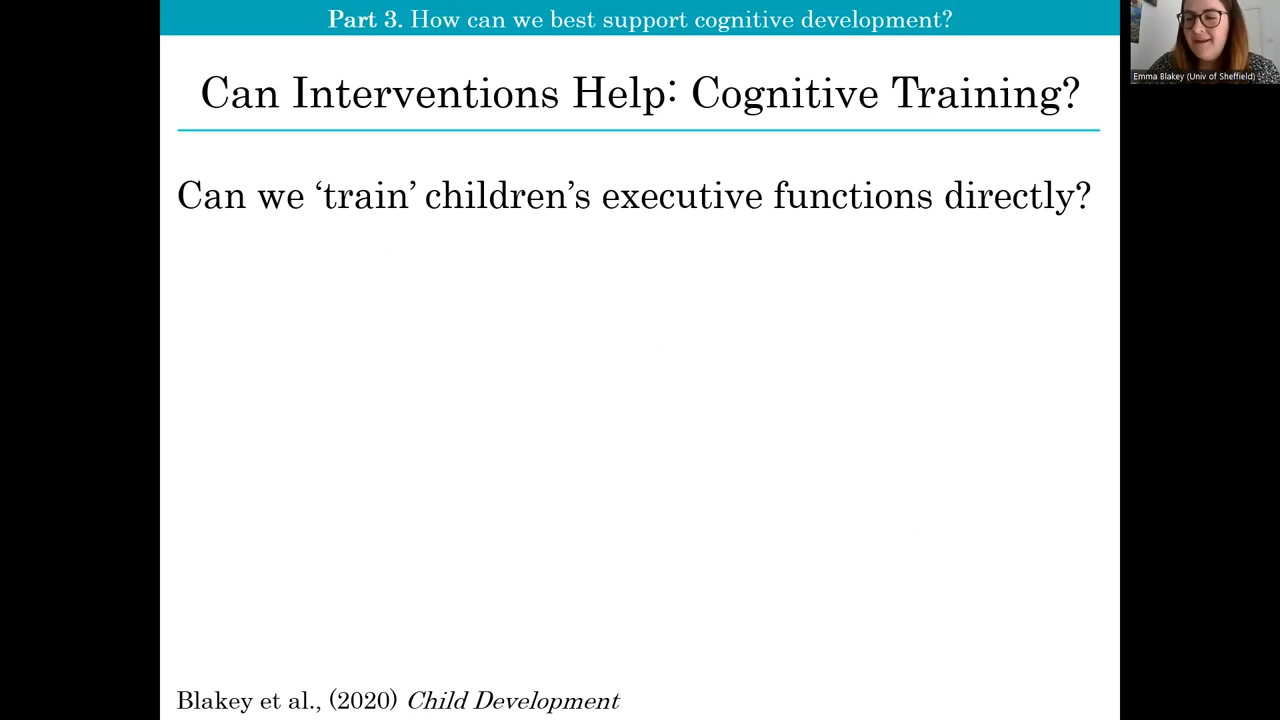 Part 3. How can we best support cognitive development?
Emma Blakey (Univ of Sheffield)
Can Interventions Help: Cognitive Training?
Can we ‘train’ children’s executive functions directly?
Blakey et al., (2020) Child Development